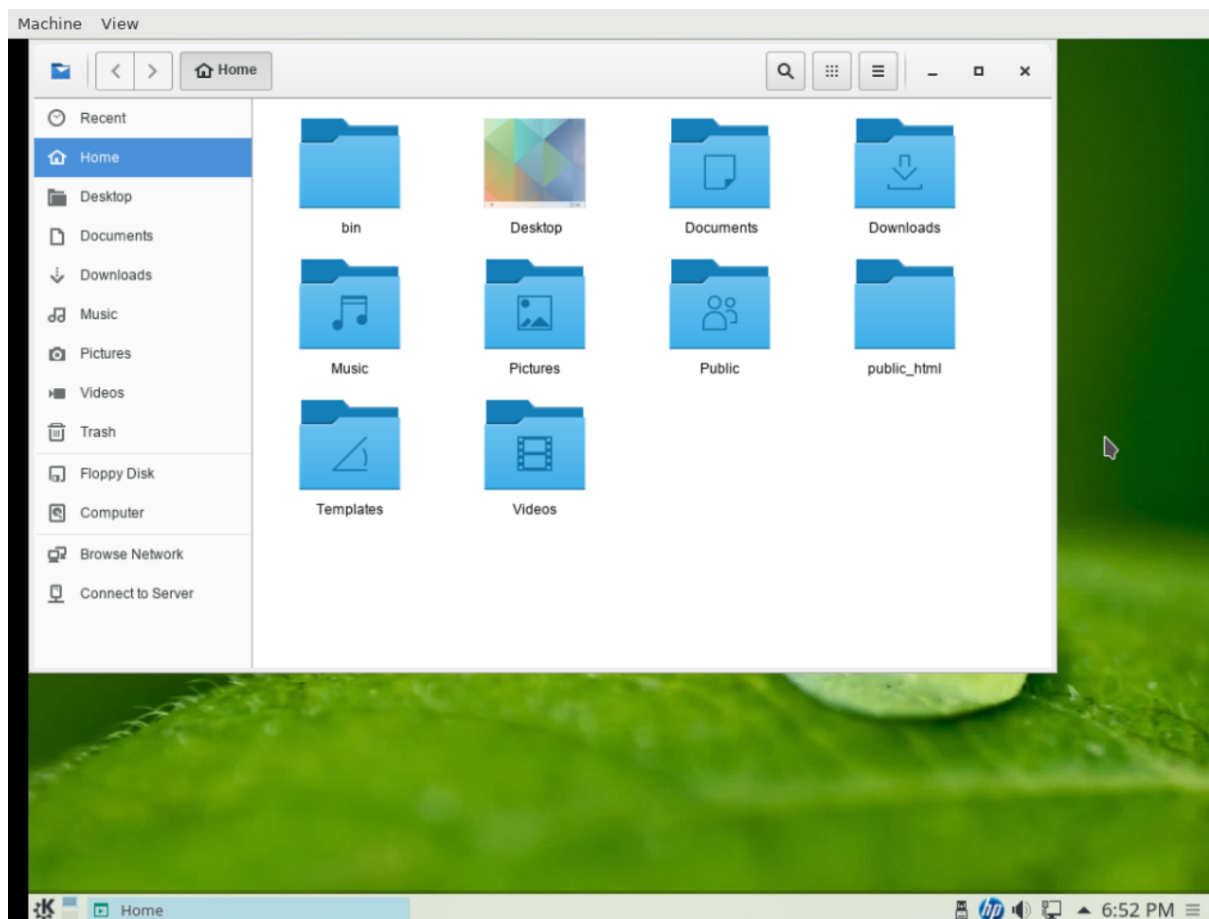 Machine View
Home
Recent
Home
Desktop
Documents
Downloads
Music
Pictures
Videos
Trash
Floppy Disk
Computer
Browse Network
Connect to Server
bin Desktop Documents Downloads
Music Pictures Public public_html
Templates Videos
Home hp 6:52 PM